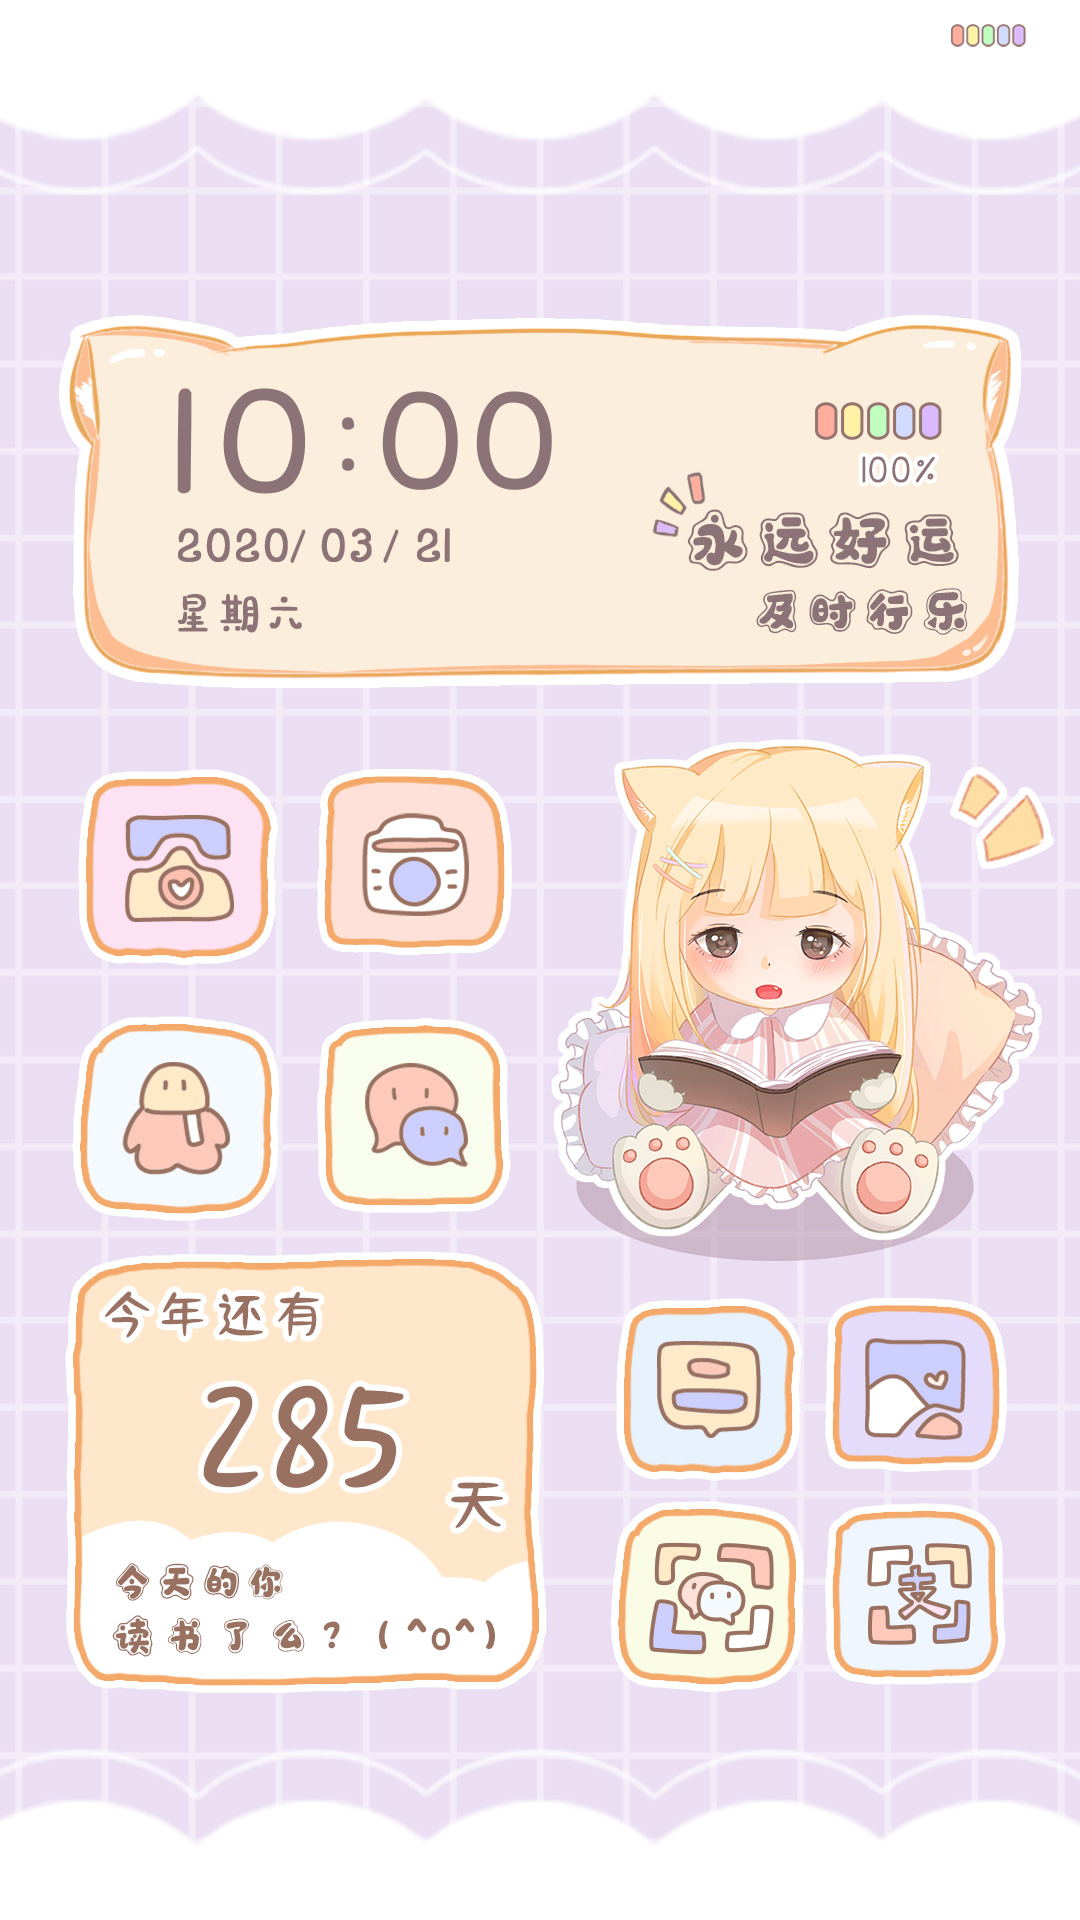 10:00
100%
2020/ 03/ 21
永远好运
星期六
及时行乐
今年还有
285
天
今天的你
读书了么？(^o^)
支